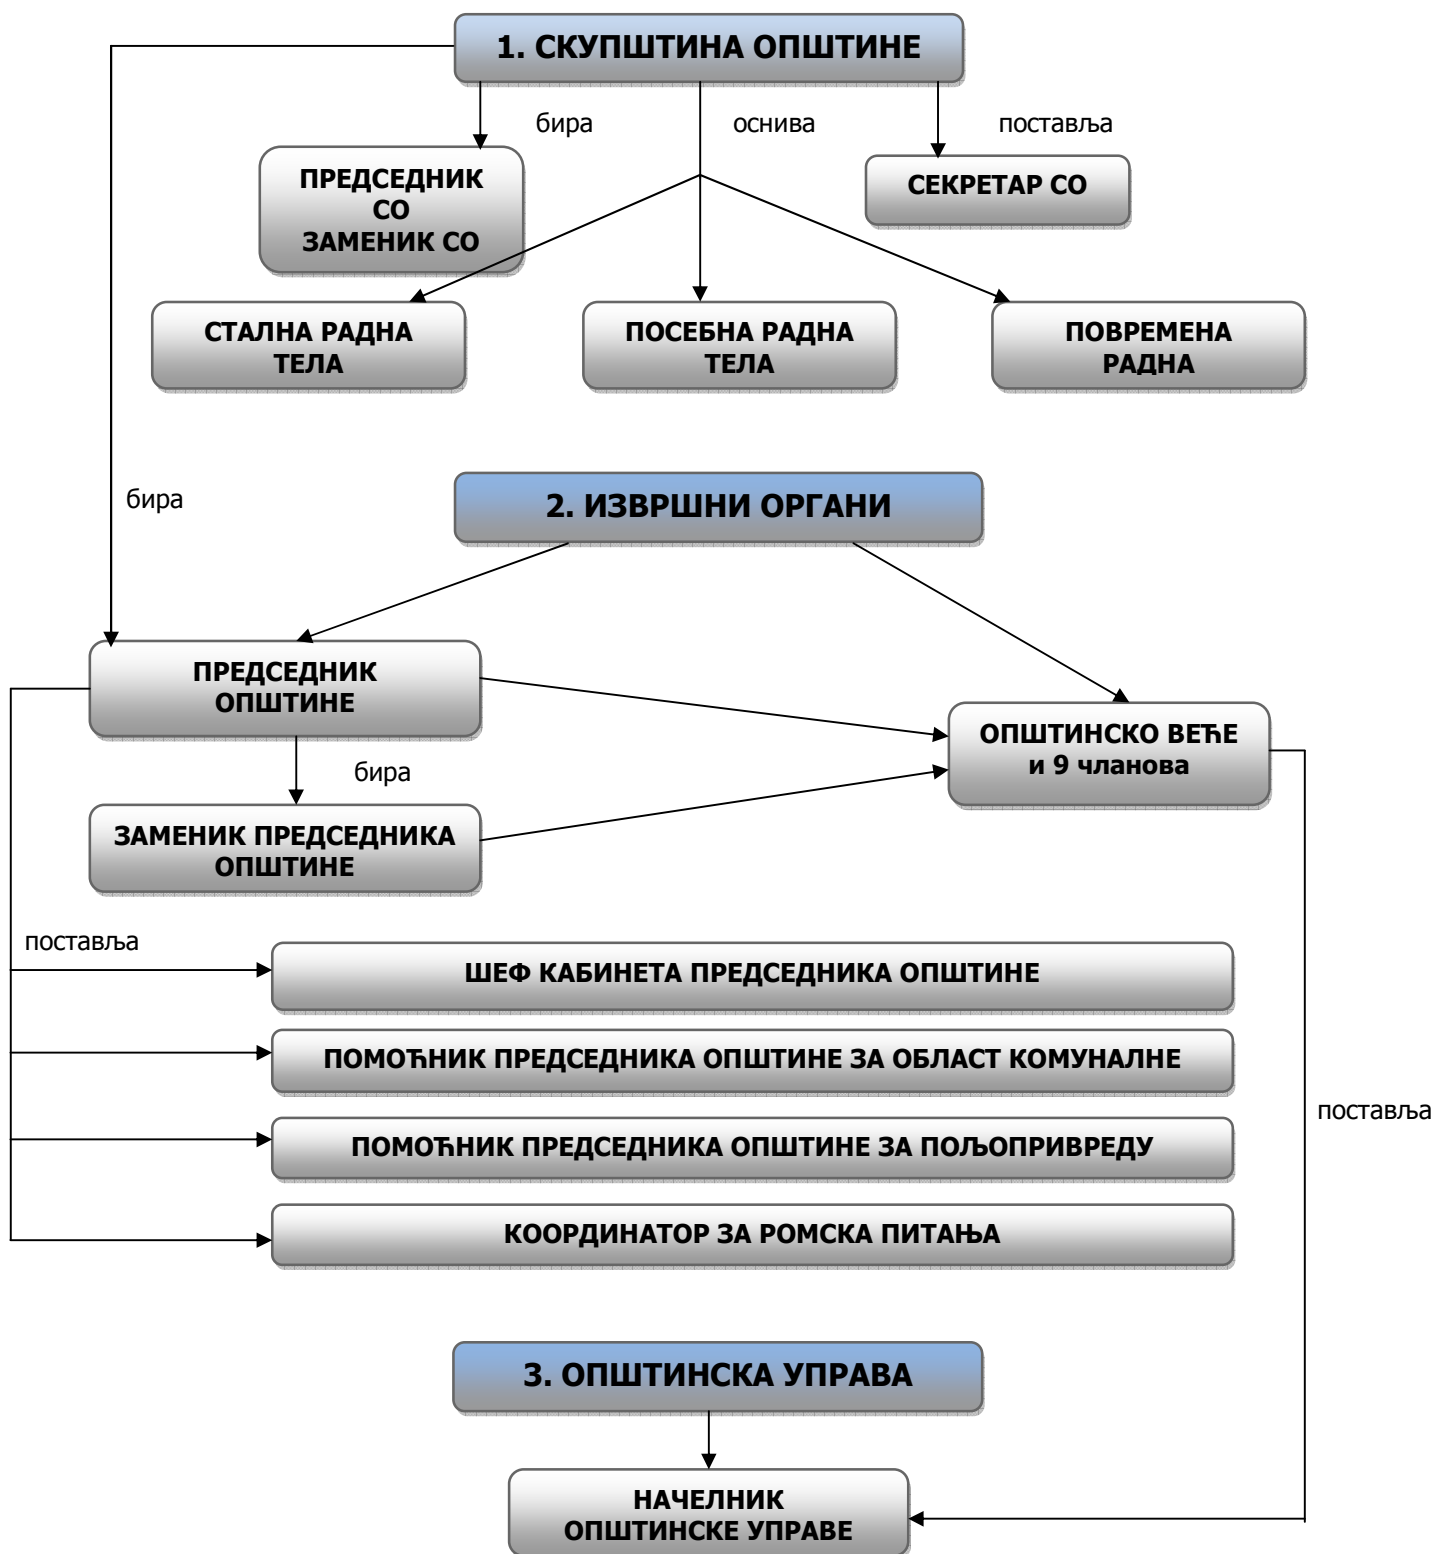 1. СКУПШТИНА ОПШТИНЕ
бира
оснива
поставља
ПРЕДСЕДНИК
СО
ЗАМЕНИК СО
СЕКРЕТАР СО
СТАЛНА РАДНА
ТЕЛА
ПОСЕБНА РАДНА
ТЕЛА
ПОВРЕМЕНА
РАДНА
бира
2. ИЗВРШНИ ОРГАНИ
ПРЕДСЕДНИК
ОПШТИНЕ
ОПШТИНСКО ВЕЋЕ
и 9 чланова
бира
ЗАМЕНИК ПРЕДСЕДНИКА
ОПШТИНЕ
поставља
ШЕФ КАБИНЕТА ПРЕДСЕДНИКА ОПШТИНЕ
ПОМОЋНИК ПРЕДСЕДНИКА ОПШТИНЕ ЗА ОБЛАСТ КОМУНАЛНЕ
поставља
ПОМОЋНИК ПРЕДСЕДНИКА ОПШТИНЕ ЗА ПОЉОПРИВРЕДУ
КООРДИНАТОР ЗА РОМСКА ПИТАЊА
3. ОПШТИНСКА УПРАВА
НАЧЕЛНИК
ОПШТИНСКЕ УПРАВЕ